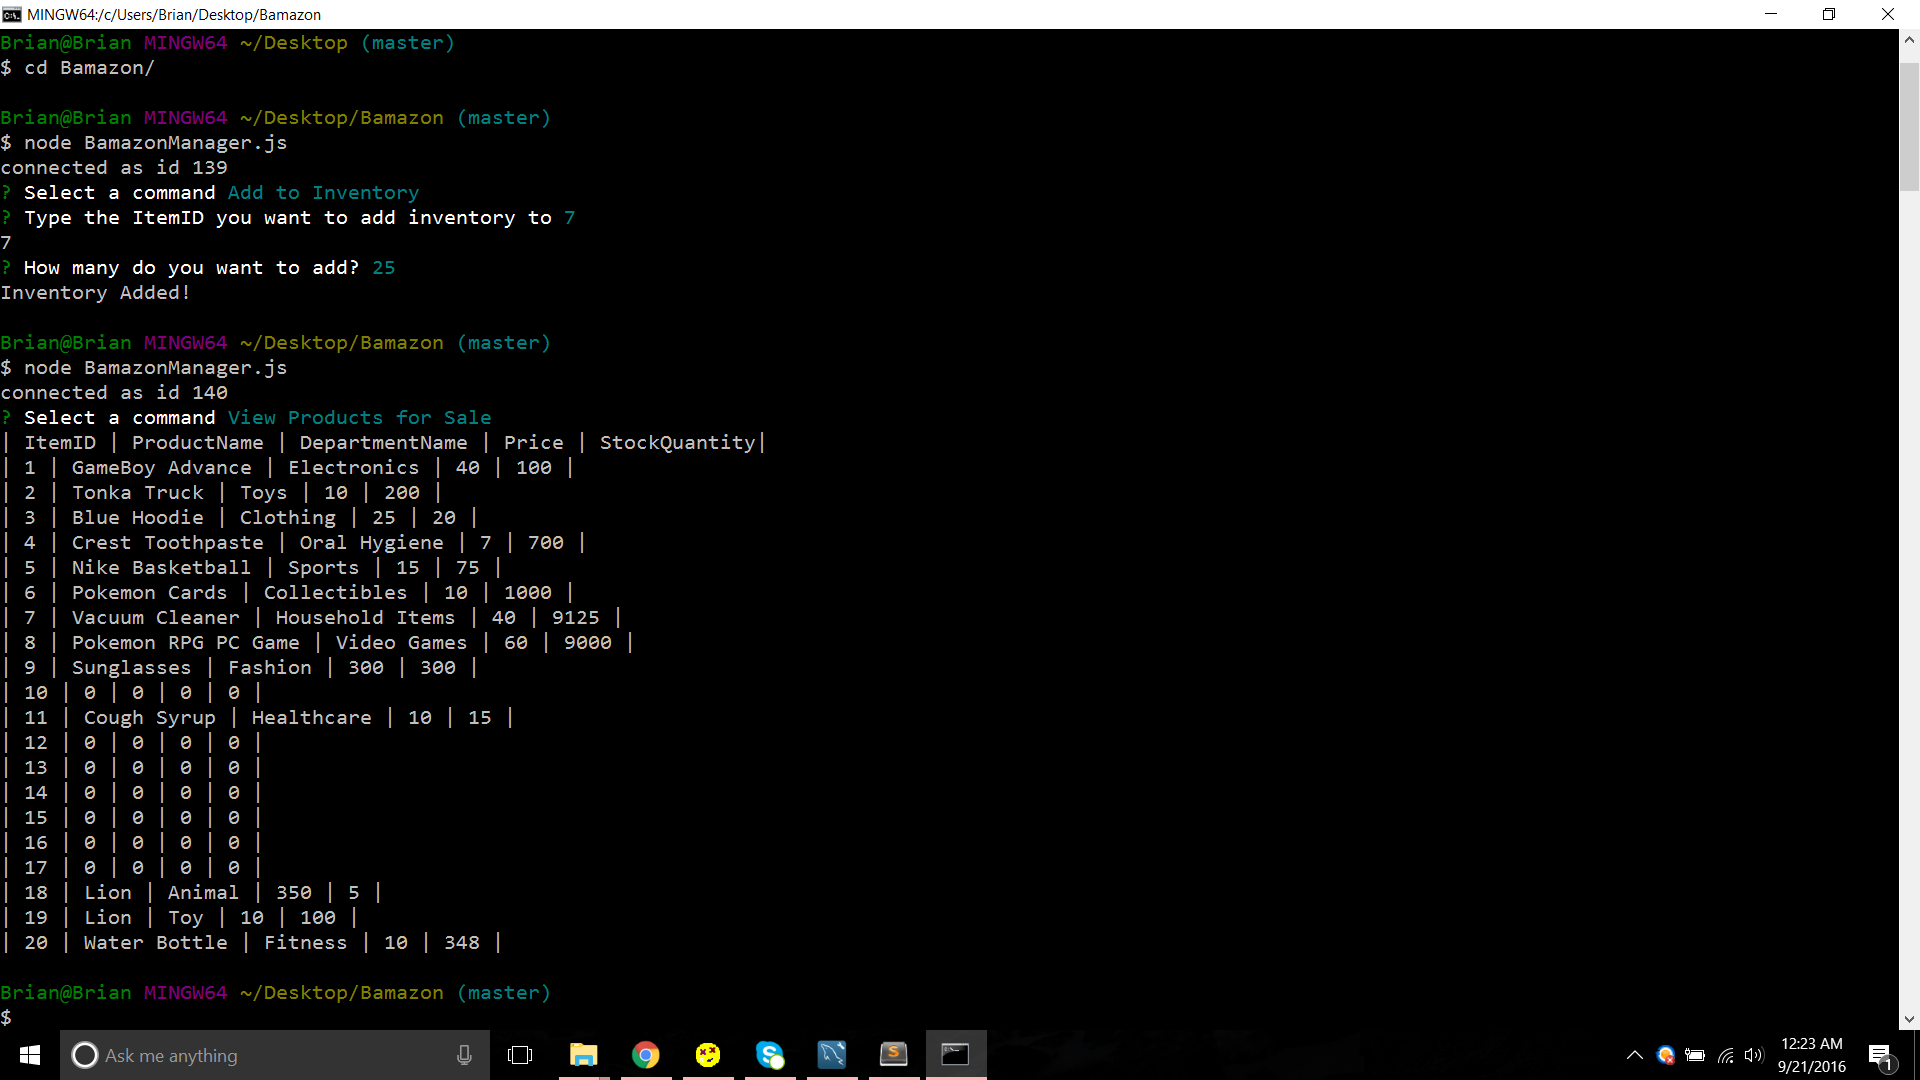 MINGW64:/c/Users/Brian/Desktop/Bamazon
Brian@Brian MINGW64 ~/Desktop (master)
$ cd Bamazon/
Brian@Brian MINGW64 ~/Desktop/Bamazon (master)
$ node BamazonManager.js
connected as id 139
? Select a command Add to Inventory
? Type the ItemID you want to add inventory to 7
7
? How many do you want to add? 25
Inventory Added!
Brian@Brian MINGW64 ~/Desktop/Bamazon (master)
$ node BamazonManager.js
connected as id 140
? Select a command View Products for Sale
| ItemID | ProductName | DepartmentName | Price | StockQuantity|
| 1 | GameBoy Advance | Electronics | 40 | 100 |
| 2 | Tonka Truck | Toys | 10 | 200 |
| 3 | Blue Hoodie | Clothing | 25 | 20 |
| 4 | Crest Toothpaste | Oral Hygiene | 7 | 700 |
| 5 | Nike Basketball | Sports | 15 | 75 |
| 6 | Pokemon Cards | Collectibles | 10 | 1000 |
| 7 | Vacuum Cleaner | Household Items | 40 | 9125 |
| 8 | Pokemon RPG PC Game | Video Games | 60 | 9000 |
| 9 | Sunglasses | Fashion | 300 | 300 |
| 10 | 0 | 0 | 0 | 0 |
| 11 | Cough Syrup | Healthcare | 10 | 15 |
| 12 | 0 | 0 | 0 | 0 |
| 13 | 0 | 0 | 0 | 0 |
| 14 | 0 | 0 | 0 | 0 |
| 15 | 0 | 0 | 0 | 0 |
| 16 | 0 | 0 | 0 | 0 |
| 17 | 0 | 0 | 0 | 0 |
| 18 | Lion | Animal | 350 | 5 |
| 19 | Lion | Toy | 10 | 100 |
| 20 | Water Bottle | Fitness | 10 | 348 |
Brian@Brian MINGW64 ~/Desktop/Bamazon (master)
$
Ask me anything
12:23 AM
9/21/2016
1